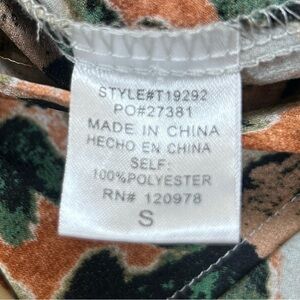 STYLE#T19292
PO#27381
MADE IN CHINA
HECHO EN CHINA
SELF:
100%POLYESTER
RN# 120978
S